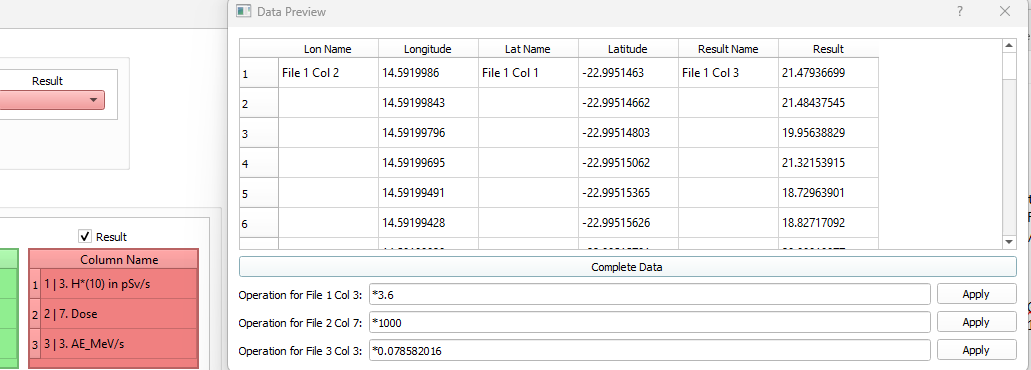 Data Preview
?
Result
Lon Name Longitude Lat Name Latitude Result Name Result
1 File 1 Col 2 14.5919986 File 1 Col 1 -22.9951463 File 1 Col 3 21.47936699
2 14.59199843 -22.99514662 21.48437545
3 14.59199796 -22.99514803 19.95638829
4 14.59199695 -22.99515062 21.32153915
5 14.59199491 -22.99515365 18.72963901
6 14.59199428 -22.99515626 18.82717092
Complete Data
Operation for File 1 Col 3: *3.6 Apply
Operation for File 2 Col 7: *1000 Apply
Operation for File 3 Col 3: *0.078582016 Apply
Result
Column Name
1 1 | 3. H*(10) in pSv/s
2 2 | 7. Dose
3 3 | 3. AE_MeV/s